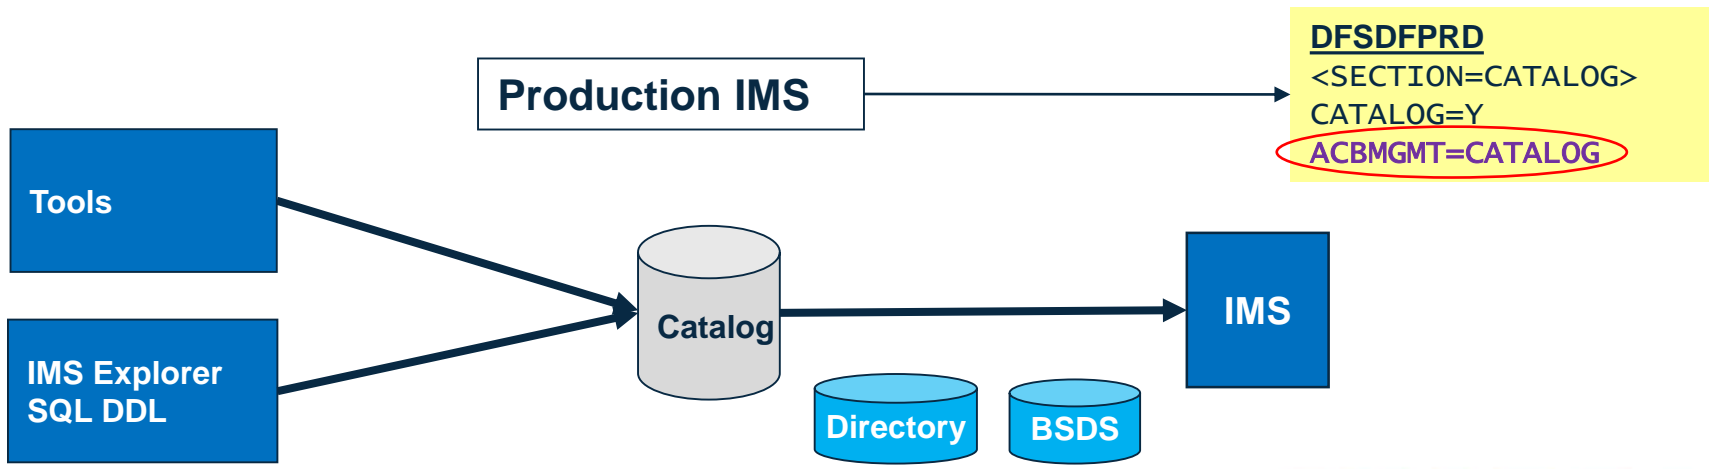 DFSDFPRD
<SECTION=CATALOG>
CATALOG=Y
ACBMGMT=CATALOG
Production IMS
Tools
IMS Explorer
SQL DDL
Catalog
IMS
Directory
BSDS